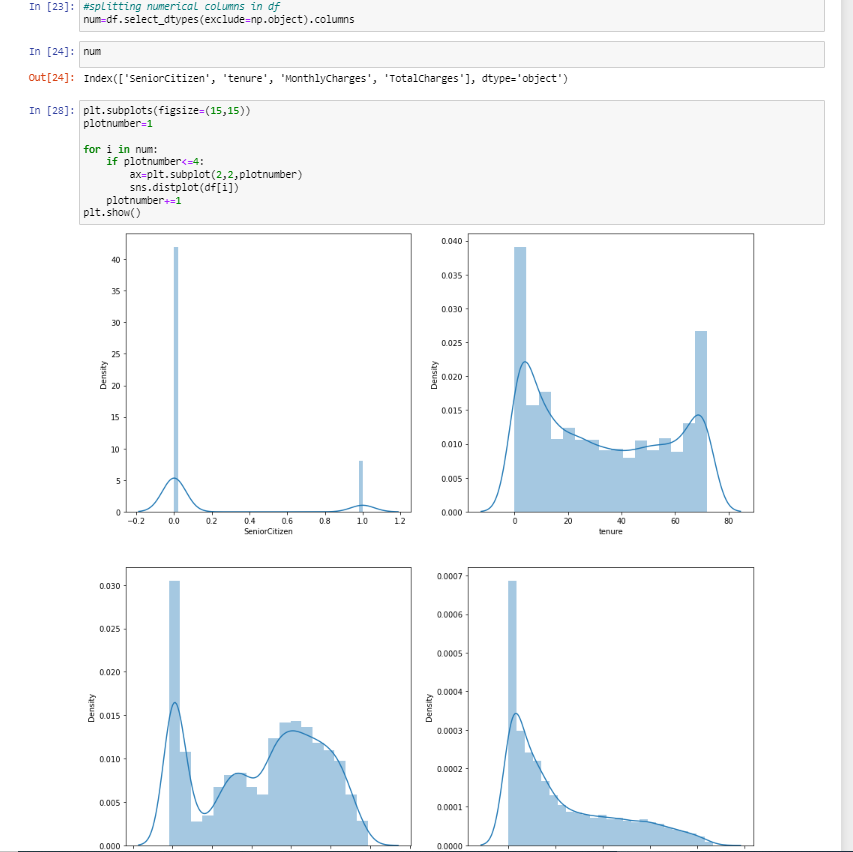 In [23]: #splitting numerical columns in df
num=df.select_dtypes(exclude=np.object).columns
In [24]: num
Out[24]: Index(['SeniorCitizen', 'tenure', 'MonthlyCharges', 'TotalCharges'], dtype='object')
In [28]: plt.subplots(figsize=(15,15))
plotnumber=1
for i in num:
    if plotnumber<=4:
        ax=plt.subplot(2,2,plotnumber)
        sns.distplot(df[i])
    plotnumber+=1
plt.show()
40
35
30
25
20
15
10
5
0
Density
−0.2 0.0 0.2 0.4 0.6 0.8 1.0 1.2
SeniorCitizen
0.040
0.035
0.030
0.025
0.020
0.015
0.010
0.005
0.000
Density
0 20 40 60 80
tenure
0.030
0.025
0.020
0.015
0.010
0.005
0.000
Density
0.0007
0.0006
0.0005
0.0004
0.0003
0.0002
0.0001
0.0000
Density